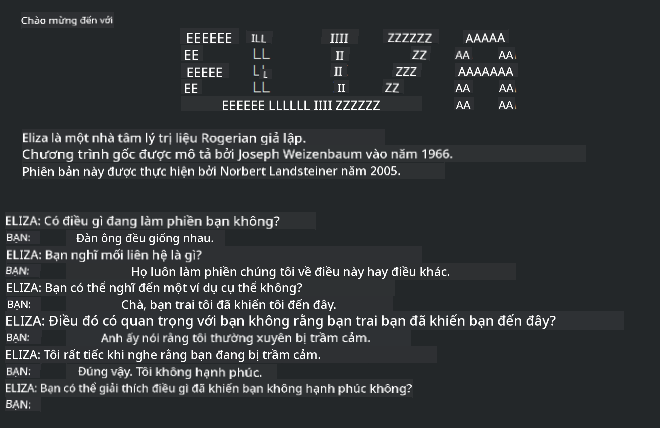 Chào mừng đến với
EEEEEE ILL IIII ZZZZZZ AAAAA
EE LL II ZZ AA AA
EEEEE LL II ZZZ AAAAAAA
EE LL II ZZ AA AA
EEEEEE LLLLLL IIII ZZZZZZ AA AA
Eliza là một nhà tâm lý trị liệu Rogerian giả lập.
Chương trình gốc được mô tả bởi Joseph Weizenbaum vào năm 1966.
Phiên bản này được thực hiện bởi Norbert Landsteiner năm 2005.
ELIZA: Có điều gì đang làm phiền bạn không?
BẠN: Đàn ông đều giống nhau.
ELIZA: Bạn nghĩ mối liên hệ là gì?
BẠN: Họ luôn làm phiền chúng tôi về điều này hay điều khác.
ELIZA: Bạn có thể nghĩ đến một ví dụ cụ thể không?
BẠN: Chà, bạn trai tôi đã khiến tôi đến đây.
ELIZA: Điều đó có quan trọng với bạn không rằng bạn trai bạn đã khiến bạn đến đây?
BẠN: Anh ấy nói rằng tôi thường xuyên bị trầm cảm.
ELIZA: Tôi rất tiếc khi nghe rằng bạn đang bị trầm cảm.
BẠN: Đúng vậy. Tôi không hạnh phúc.
ELIZA: Bạn có thể giải thích điều gì đã khiến bạn không hạnh phúc không?
BẠN: